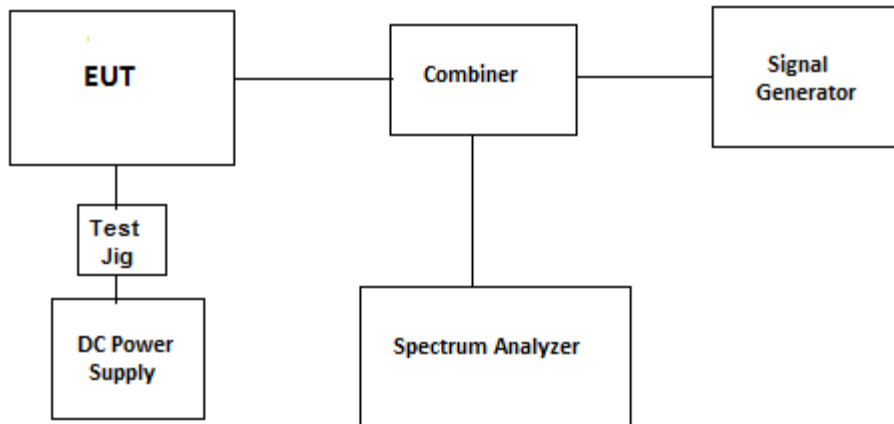 EUT
Combiner
Signal
Generator
Test
Jig
DC Power
Supply
Spectrum Analyzer